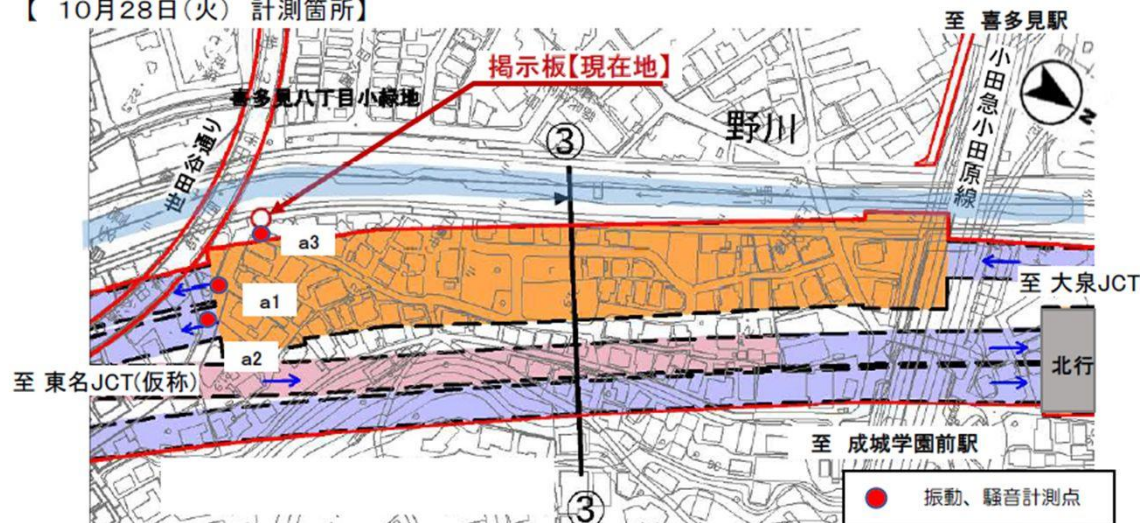 【 10月28日(火) 計測箇所】
至 喜多見駅
掲示板【現在地】
小田急小田原線
喜多見八丁目小緑地
N
世田谷通り
③
野川
a3
a1
至 大泉JCT
a2
北行
至 東名JCT(仮称)
至 成城学園前駅
振動、騒音計測点
③